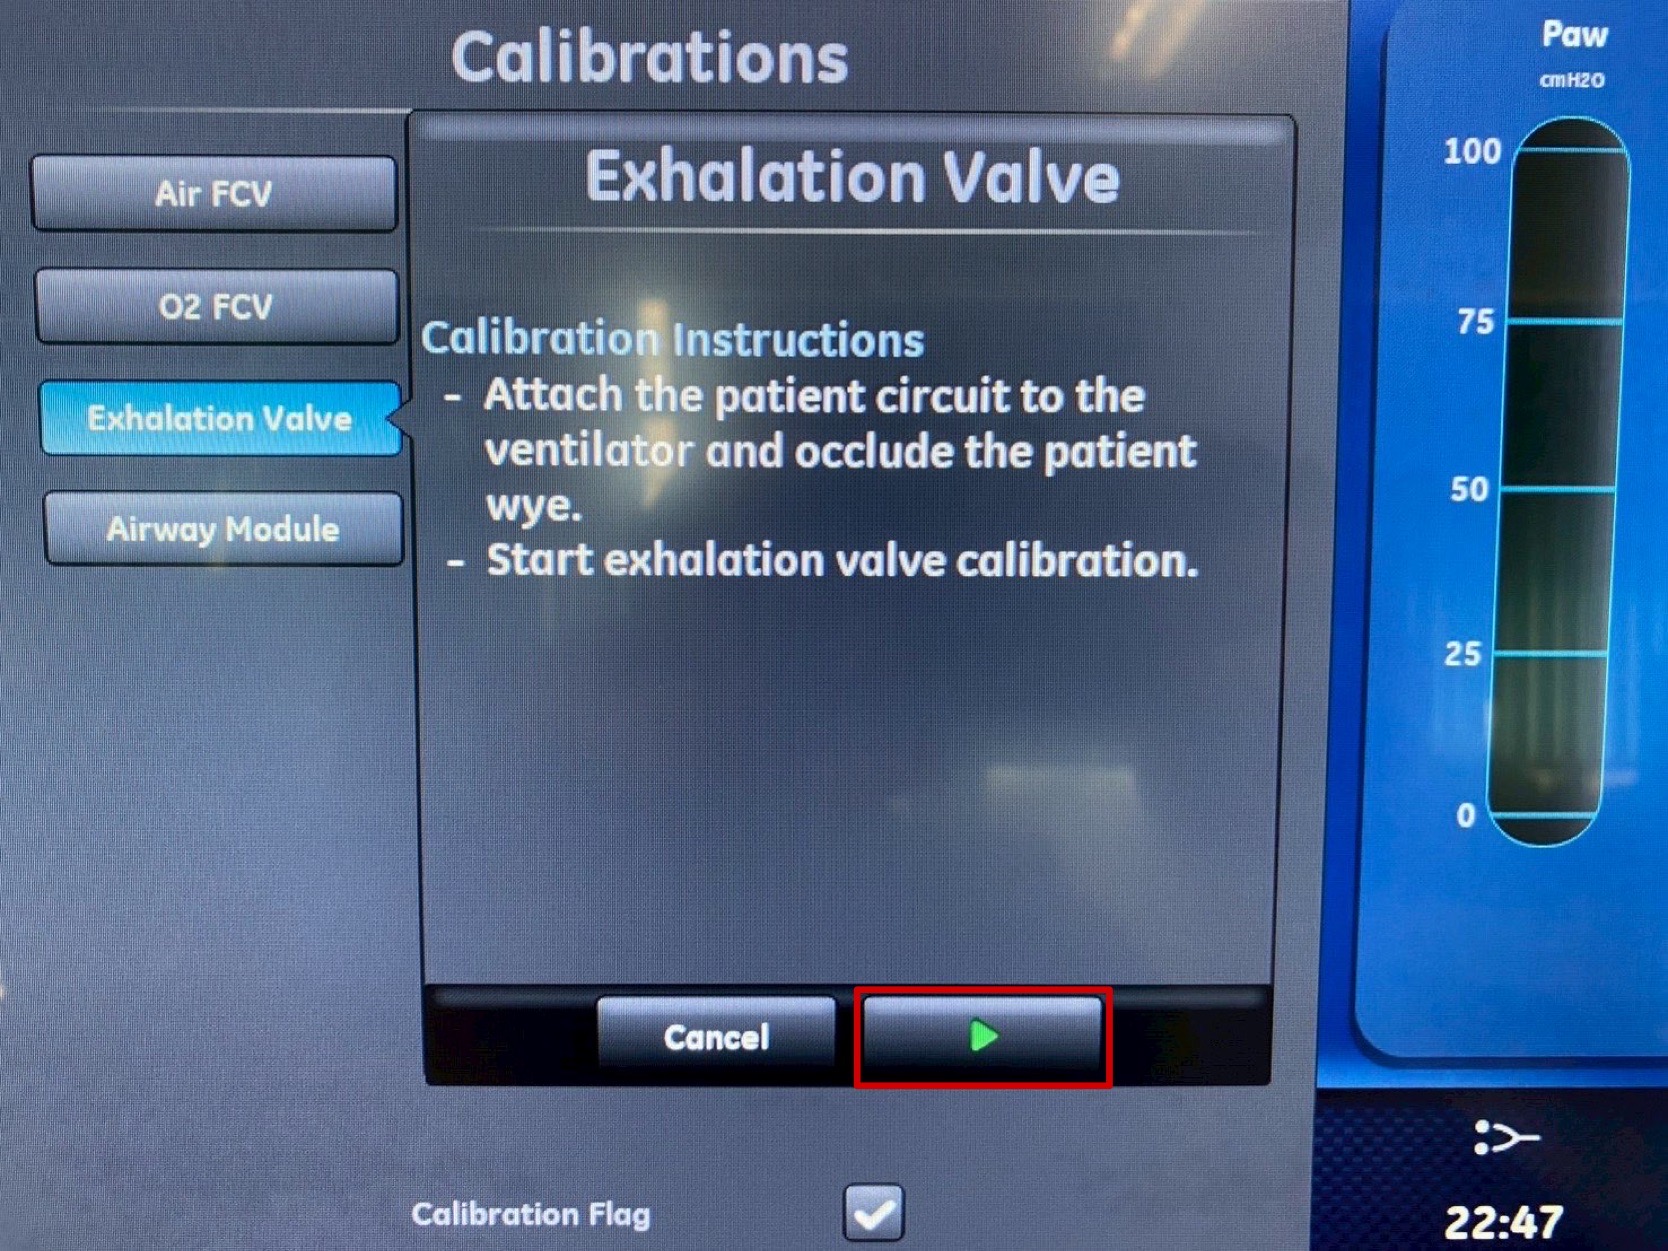 Calibrations
Air FCV
O2 FCV
Exhalation Valve
Airway Module
Exhalation Valve
Calibration Instructions
- Attach the patient circuit to the
ventilator and occlude the patient
wye.
- Start exhalation valve calibration.
Cancel
Calibration Flag
Paw
cmH2O
100
75
50
25
0
22:47